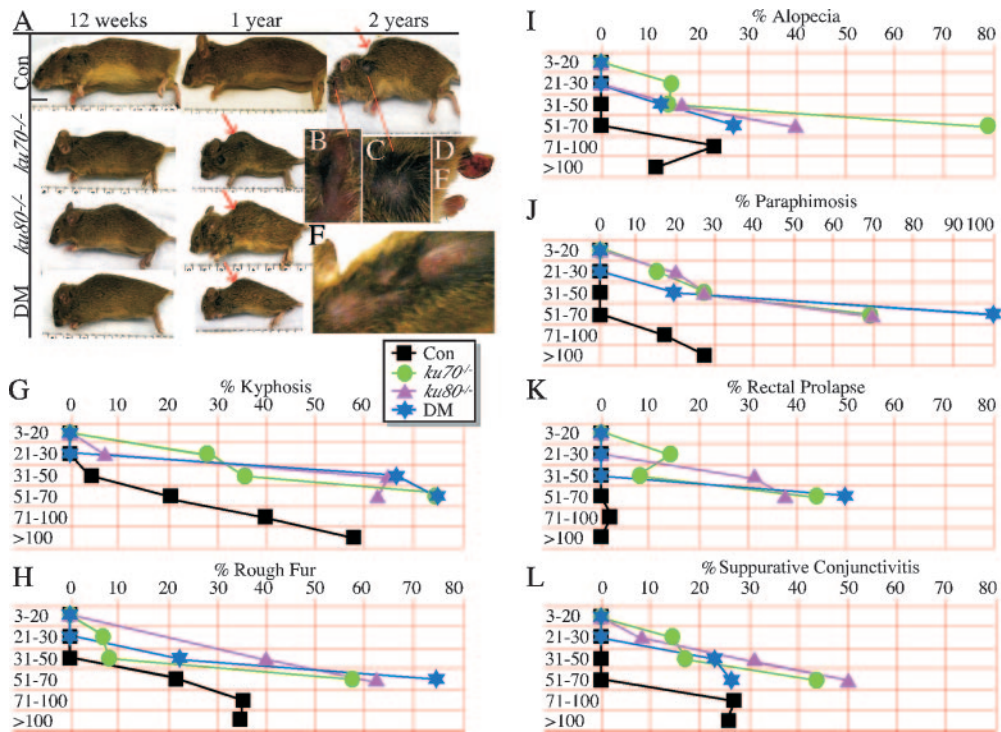 A 12 weeks 1 year 2 years
Con
ku70-/-
ku80-/-
DM
B C D
E
F
Con
ku70-/-
ku80-/-
DM
G % Kyphosis
0 10 20 30 40 50 60
3-20
21-30
31-50
51-70
71-100
>100
H % Rough Fur
0 10 20 30 40 50 60 70 80
3-20
21-30
31-50
51-70
71-100
>100
I % Alopecia
0 10 20 30 40 50 60 70 80
3-20
21-30
31-50
51-70
71-100
>100
J % Paraphimosis
0 10 20 30 40 50 60 70 80 90 100
3-20
21-30
31-50
51-70
71-100
>100
K % Rectal Prolapse
0 10 20 30 40 50 60 70 80
3-20
21-30
31-50
51-70
71-100
>100
L % Suppurative Conjunctivitis
0 10 20 30 40 50 60 70 80
3-20
21-30
31-50
51-70
71-100
>100